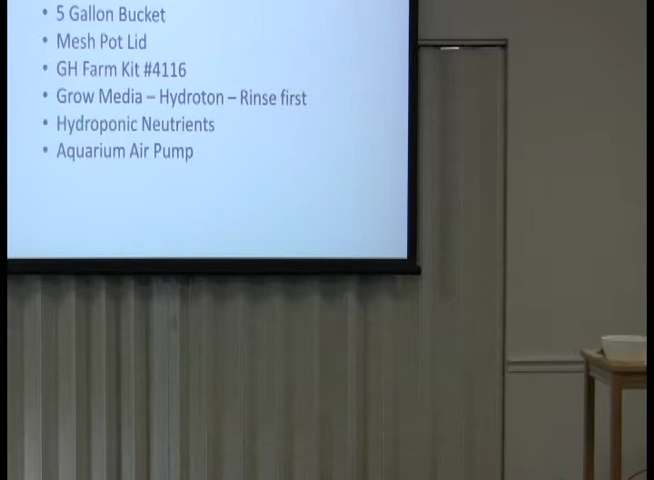 • 5 Gallon Bucket
• Mesh Pot Lid
• GH Farm Kit #4116
• Grow Media – Hydroton – Rinse first
• Hydroponic Neutrients
• Aquarium Air Pump